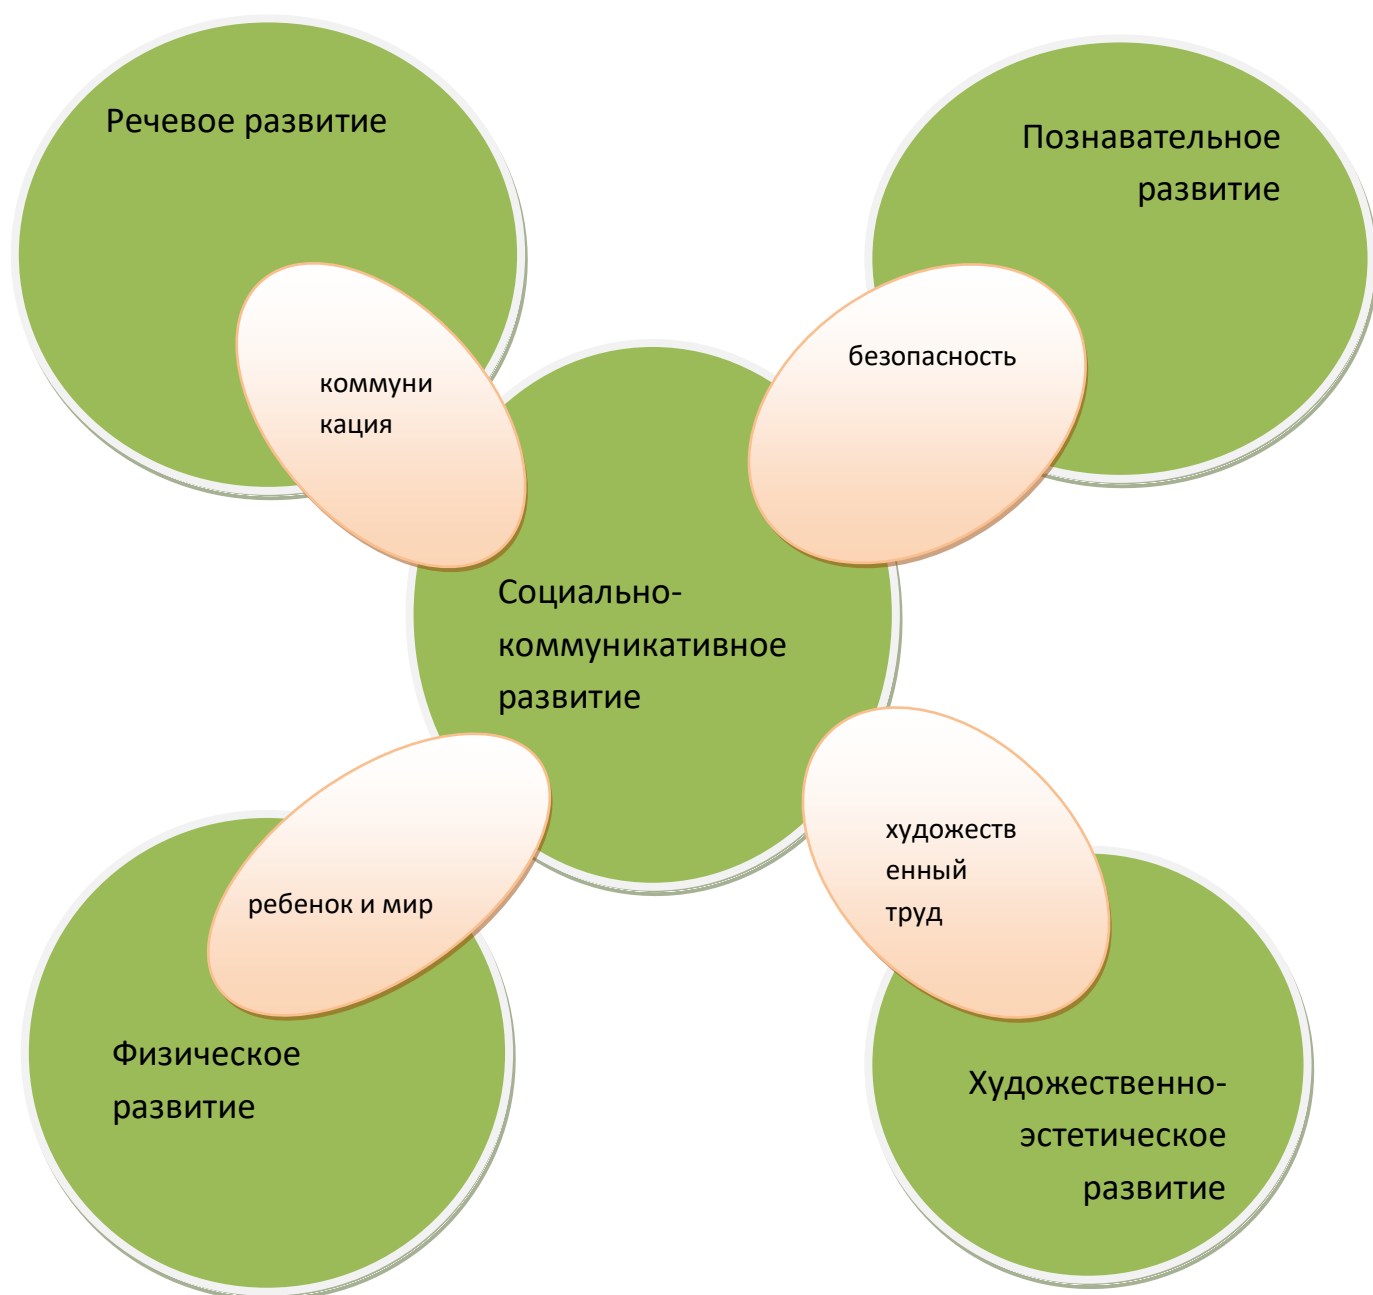 Речевое развитие
Познавательное
развитие
безопасность
коммуни
кация
Социально-
коммуникативное
развитие
художеств
енный
труд
ребенок и мир
Физическое
развитие
Художественно-
эстетическое
развитие